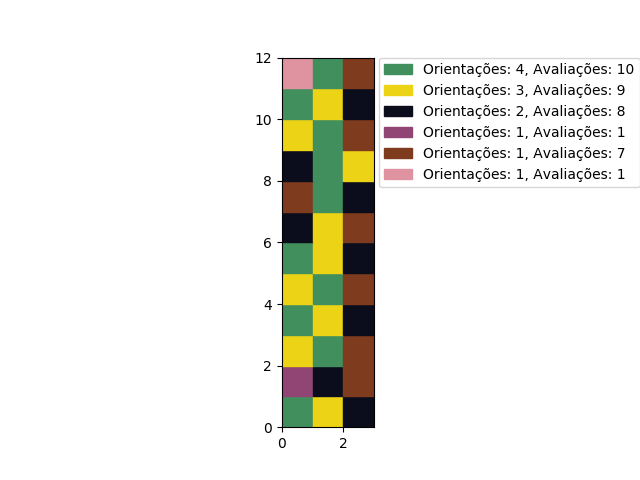 12
10
8
6
4
2
0
0 2
Orientações: 4, Avaliações: 10
Orientações: 3, Avaliações: 9
Orientações: 2, Avaliações: 8
Orientações: 1, Avaliações: 1
Orientações: 1, Avaliações: 7
Orientações: 1, Avaliações: 1